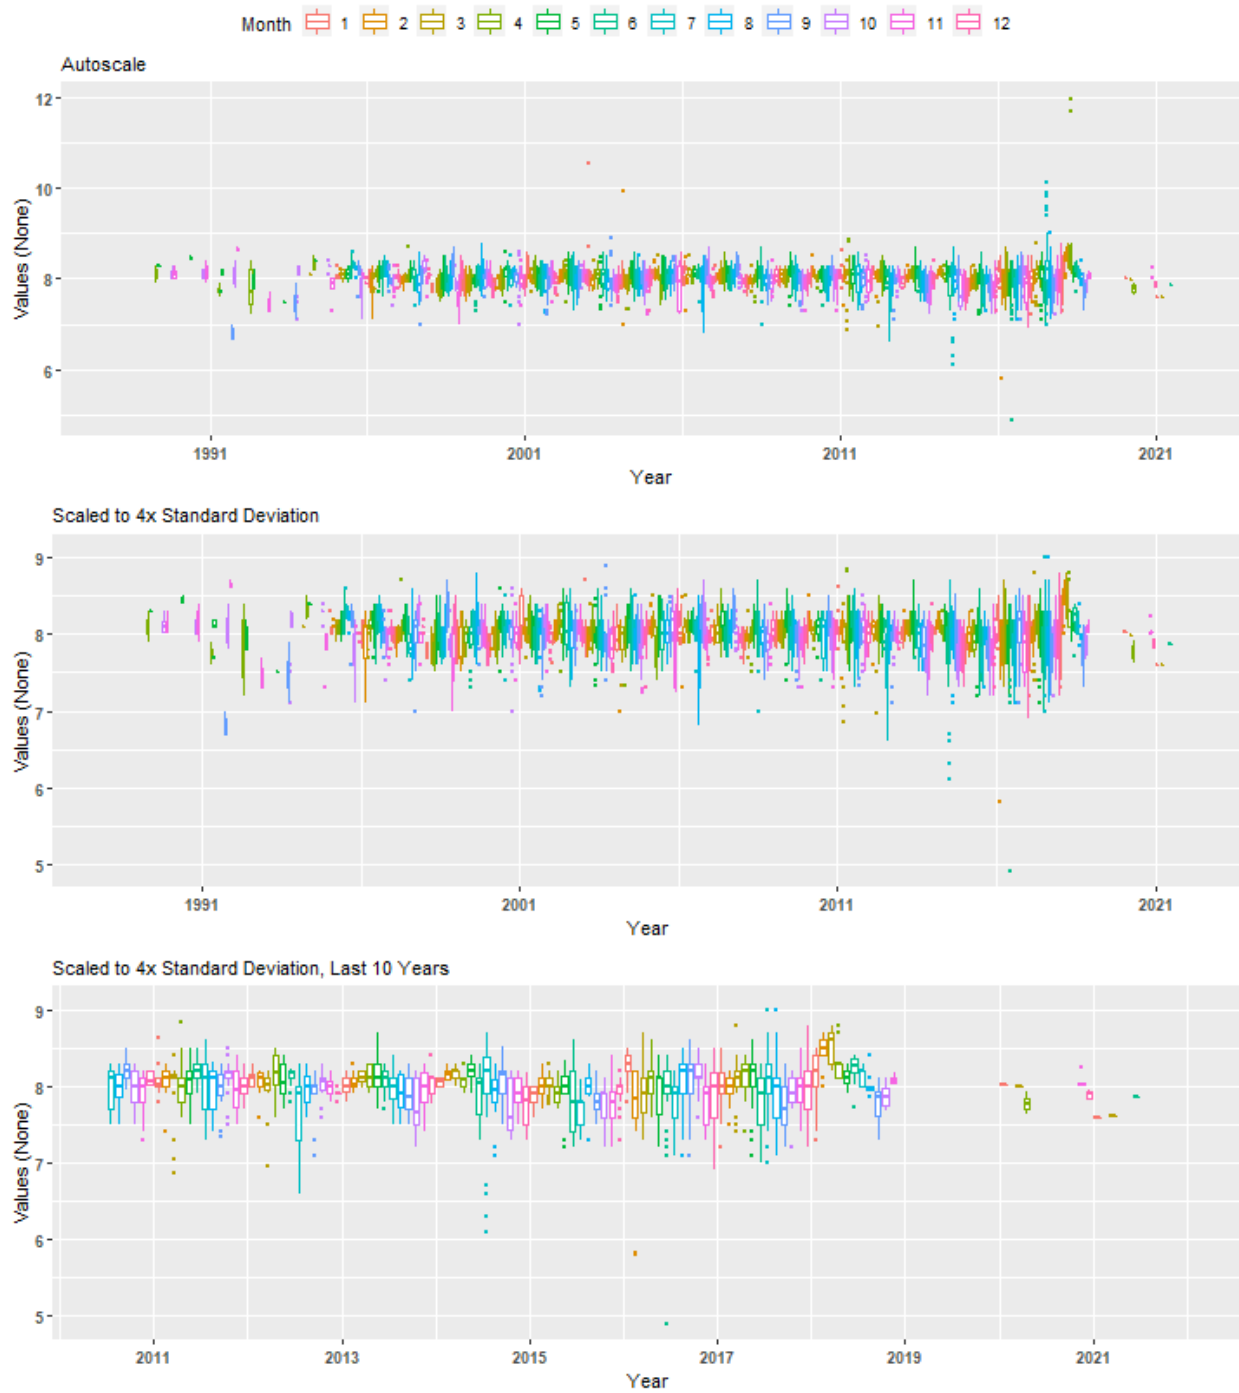 Month 1 2 3 4 5 6 7 8 9 10 11 12
Autoscale
12
10
8
6
Values (None)
1991 2001 2011 2021
Year
Scaled to 4x Standard Deviation
9
8
7
6
5
Values (None)
1991 2001 2011 2021
Year
Scaled to 4x Standard Deviation, Last 10 Years
9
8
7
6
5
Values (None)
2011 2013 2015 2017 2019 2021
Year